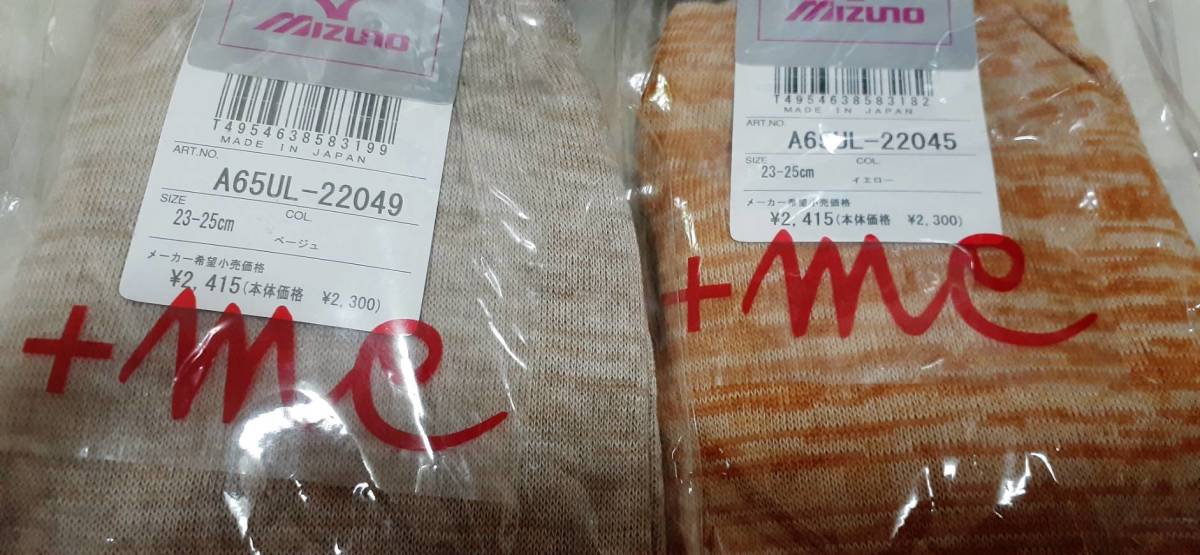 MIZUNO
T4954638583199
MADE IN JAPAN
ART.NO.
A65UL-22049
SIZE
COL.
23-25cm
ベージュ
メーカー希望小売価格
¥2,415(本体価格 ¥2,300)
+me
MIZUNO
T4954638583182
MADE IN JAPAN
ART.NO.
A65UL-22045
SIZE
COL.
23-25cm
イエロー
メーカー希望小売価格
¥2,415(本体価格 ¥2,300)
+me